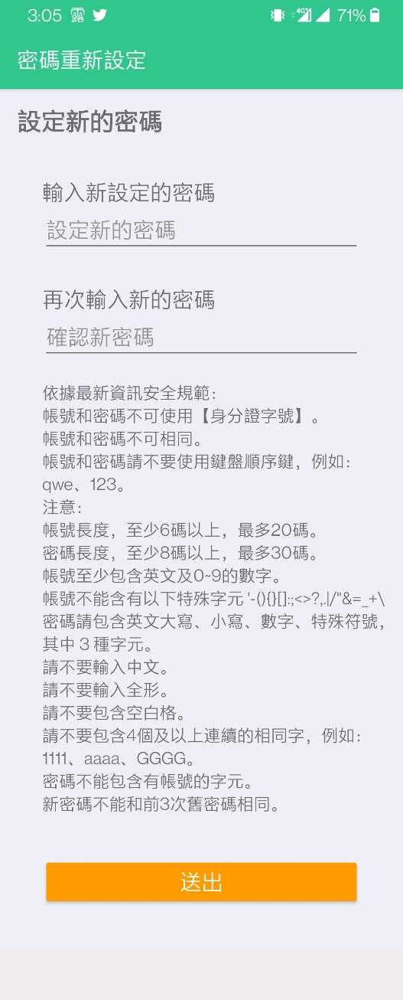 3:05 露 4G+ 71%
密碼重新設定
設定新的密碼
輸入新設定的密碼
設定新的密碼
再次輸入新的密碼
確認新密碼
依據最新資訊安全規範：
帳號和密碼不可使用【身分證字號】。
帳號和密碼不可相同。
帳號和密碼請不要使用鍵盤順序鍵，例如：
qwe、123。
注意：
帳號長度，至少6碼以上，最多20碼。
密碼長度，至少8碼以上，最多30碼。
帳號至少包含英文及0~9的數字。
帳號不能含有以下特殊字元 '-(){}[]:;<>?,.|/"&=_+\
密碼請包含英文大寫、小寫、數字、特殊符號，
其中 3 種字元。
請不要輸入中文。
請不要輸入全形。
請不要包含空白格。
請不要包含4個及以上連續的相同字，例如：
1111、aaaa、GGGG。
密碼不能包含有帳號的字元。
新密碼不能和前3次舊密碼相同。
送出